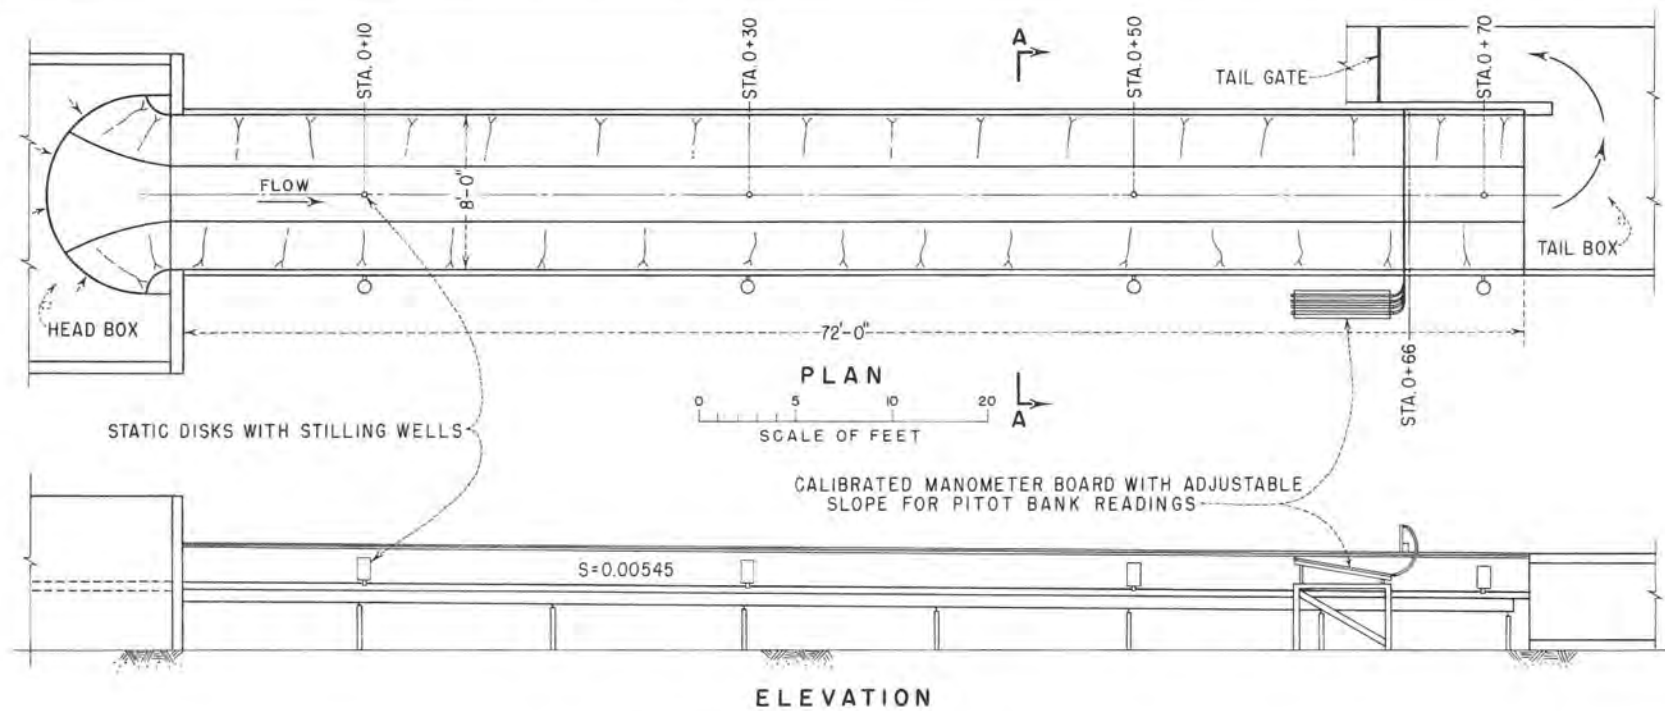 STA. 0+10
STA. 0+30
A
STA. 0+50
TAIL GATE
STA. 0+70
FLOW
8'-0"
TAIL BOX
HEAD BOX
72'-0"
STA. 0+66
PLAN
0 5 10 20
SCALE OF FEET
A
STATIC DISKS WITH STILLING WELLS
CALIBRATED MANOMETER BOARD WITH ADJUSTABLE
SLOPE FOR PITOT BANK READINGS
S=0.00545
ELEVATION